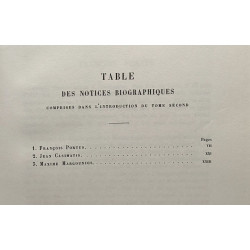 TABLE
DES NOTICES BIOGRAPHIQUES
COMPRISES DANS L'INTRODUCTION DU TOME SECOND
Pages
1. François Portus
2. Jean Casimatis
3. Maxime Margounios